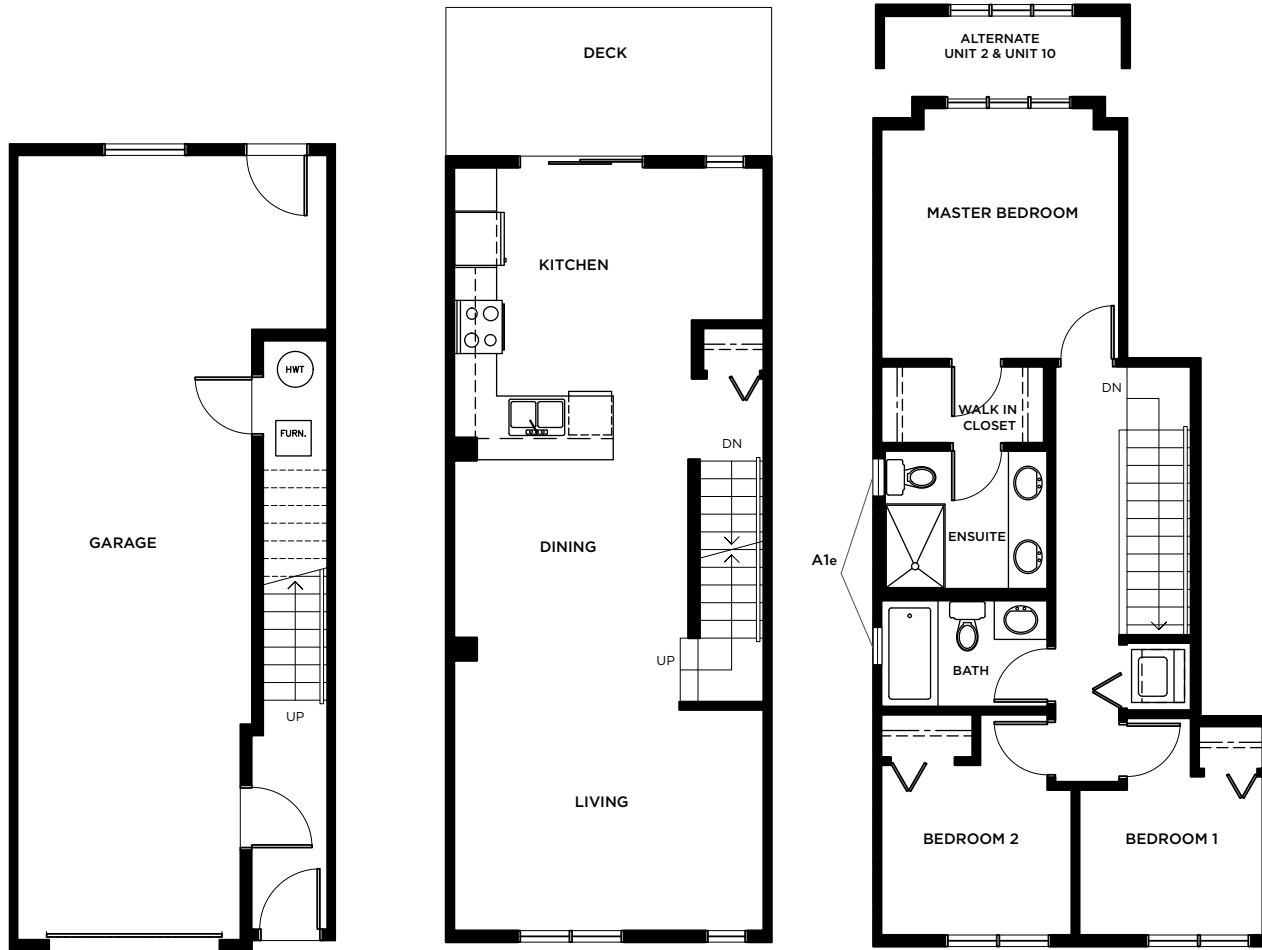 HWT
FURN.
GARAGE
UP
DECK
KITCHEN
DN
DINING
UP
LIVING
ALTERNATE
UNIT 2 & UNIT 10
MASTER BEDROOM
DN
WALK IN
CLOSET
ENSUITE
A1e
BATH
BEDROOM 2
BEDROOM 1